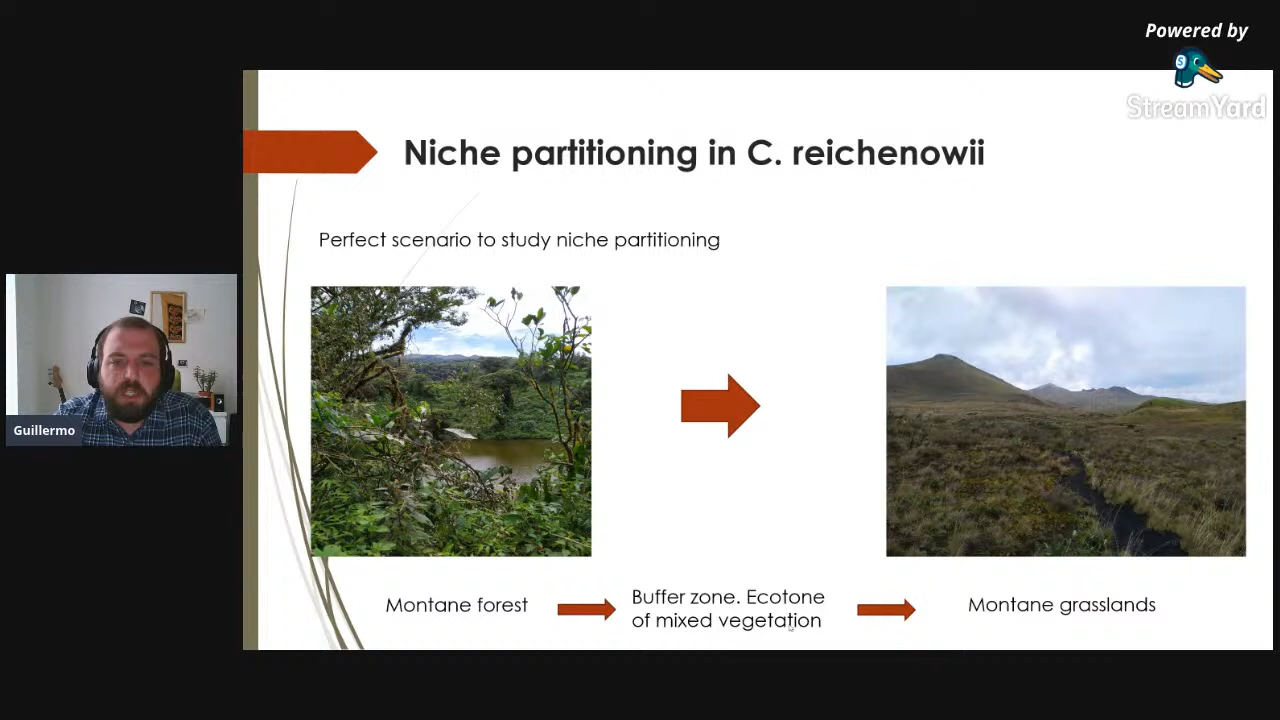 Powered by
StreamYard
Niche partitioning in C. reichenowii
Perfect scenario to study niche partitioning
Guillermo
Montane forest
Buffer zone. Ecotone
of mixed vegetation
Montane grasslands